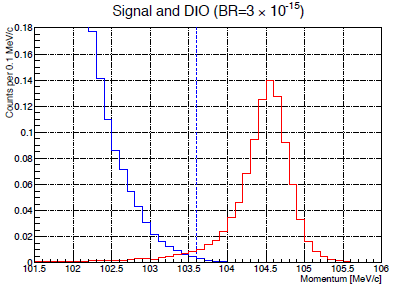 Signal and DIO (BR=3 × 10⁻¹⁵)
Counts per 0.1 MeV/c
0.18
0.16
0.14
0.12
0.1
0.08
0.06
0.04
0.02
0
101.5 102 102.5 103 103.5 104 104.5 105 105.5 106
Momentum [MeV/c]